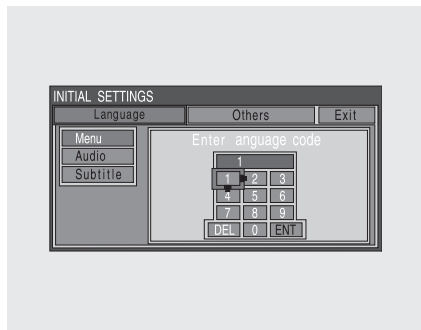 INITIAL SETTINGS
Language Others Exit
Menu
Audio
Subtitle
Enter anguage code
1
1 2 3
4 5 6
7 8 9
DEL 0 ENT